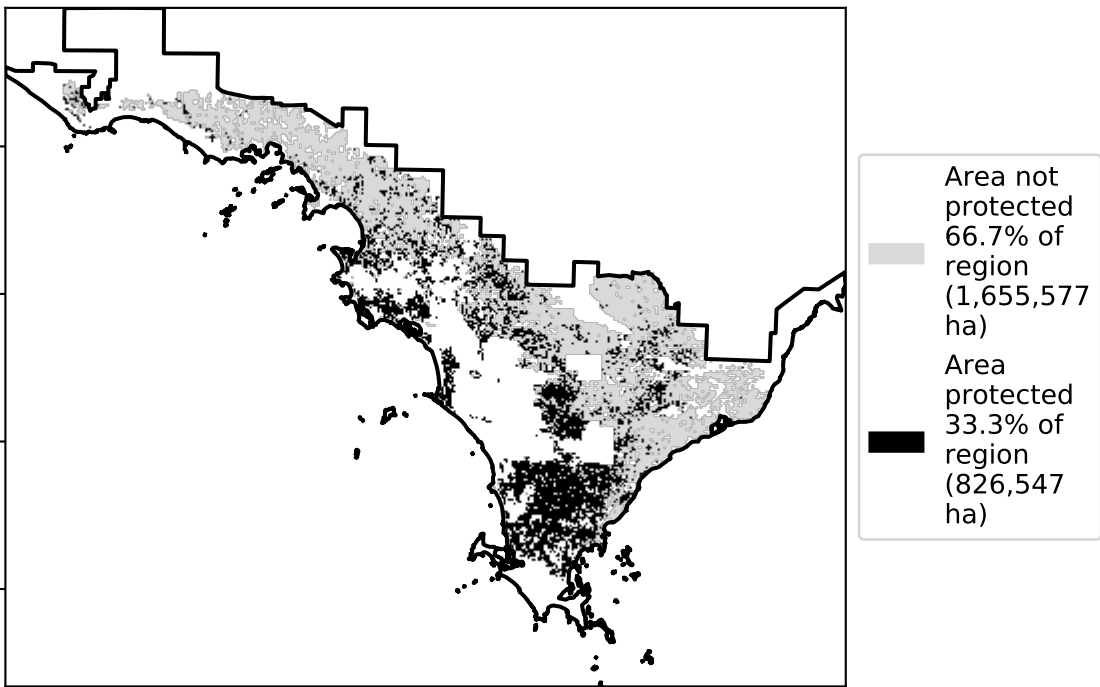 Area not
protected
66.7% of
region
(1,655,577
ha)
Area
protected
33.3% of
region
(826,547
ha)